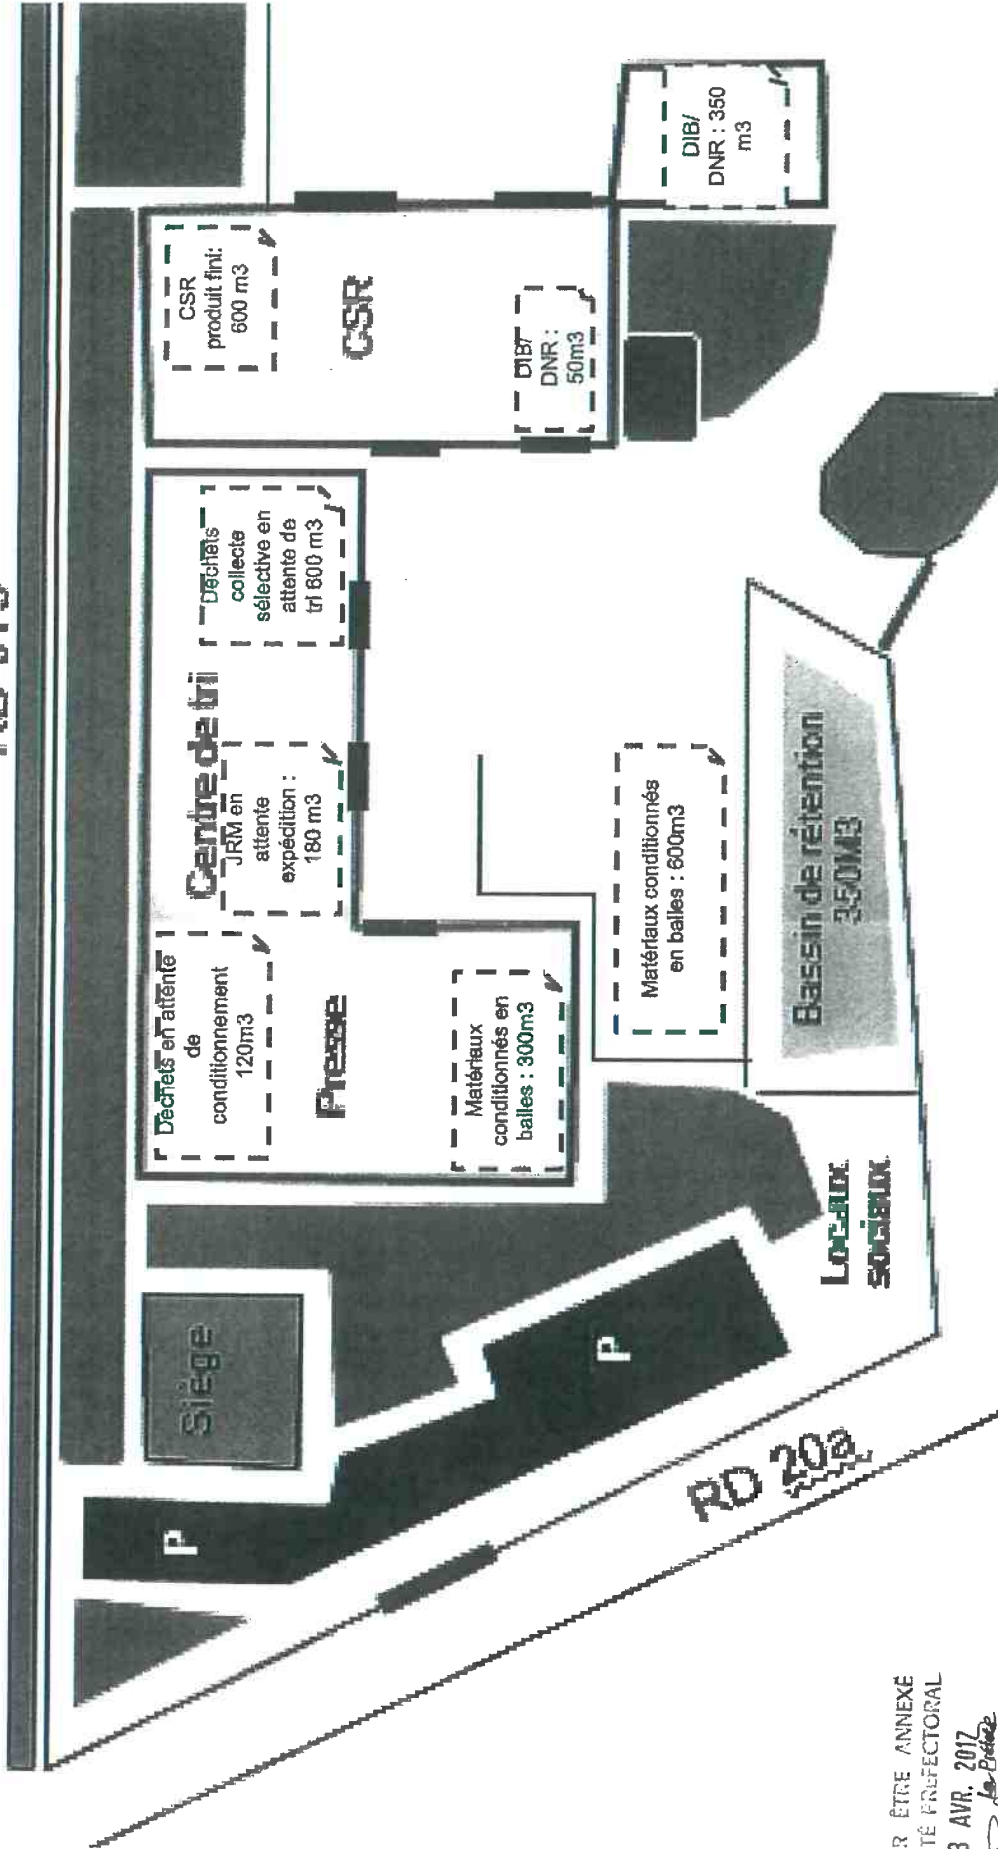 CSR
produit fini:
600 m3
CSR
DIB/
DNR :
50m3
DIB/
DNR : 350
m3
Déchets
collecte
sélective en
attente de
tri 600 m3
Centre de tri
JRM en
attente
expédition :
180 m3
Déchets en attente
de
conditionnement
120m3
Presse
Matériaux
conditionnés en
balles : 300m3
Matériaux conditionnés
en balles : 600m3
Bassin de rétention
350M3
Locaux
sociaux
Siège
P
P
RD 20a
R ÊTRE ANNEXÉ
TÉ PRÉFECTORAL
AVR. 2017